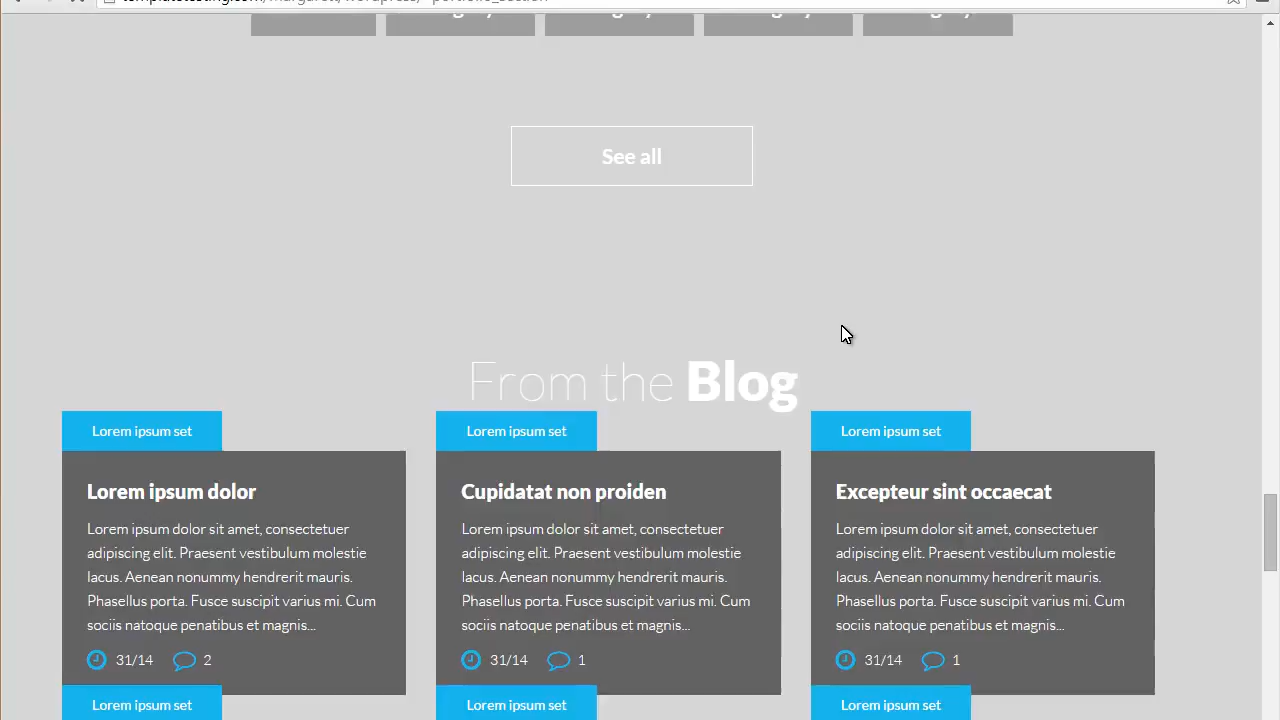 See all
From the Blog
Lorem ipsum set
Lorem ipsum set
Lorem ipsum set
Lorem ipsum dolor
Lorem ipsum dolor sit amet, consectetuer
adipiscing elit. Praesent vestibulum molestie
lacus. Aenean nonummy hendrerit mauris.
Phasellus porta. Fusce suscipit varius mi. Cum
sociis natoque penatibus et magnis...
31/14 2
Cupidatat non proiden
Lorem ipsum dolor sit amet, consectetuer
adipiscing elit. Praesent vestibulum molestie
lacus. Aenean nonummy hendrerit mauris.
Phasellus porta. Fusce suscipit varius mi. Cum
sociis natoque penatibus et magnis...
31/14 1
Excepteur sint occaecat
Lorem ipsum dolor sit amet, consectetuer
adipiscing elit. Praesent vestibulum molestie
lacus. Aenean nonummy hendrerit mauris.
Phasellus porta. Fusce suscipit varius mi. Cum
sociis natoque penatibus et magnis...
31/14 1
Lorem ipsum set
Lorem ipsum set
Lorem ipsum set